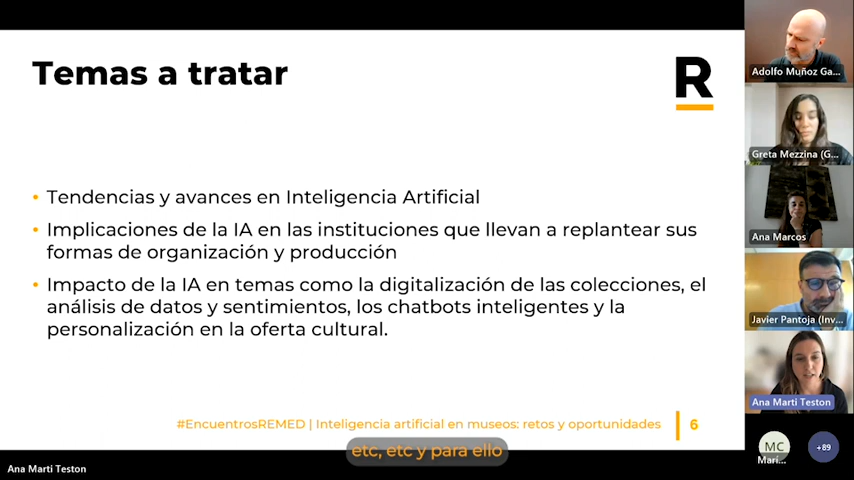 Temas a tratar
R
• Tendencias y avances en Inteligencia Artificial
• Implicaciones de la IA en las instituciones que llevan a replantear sus
formas de organización y producción
• Impacto de la IA en temas como la digitalización de las colecciones, el
análisis de datos y sentimientos, los chatbots inteligentes y la
personalización en la oferta cultural.
#EncuentrosREMED | Inteligencia artificial en museos: retos y oportunidades
6
etc, etc y para ello
Ana Marti Teston
Adolfo Muñoz Ga...
Greta Mezzina (G...
Ana Marcos
Javier Pantoja (Inv...
Ana Marti Teston
MC
Marí...
+89